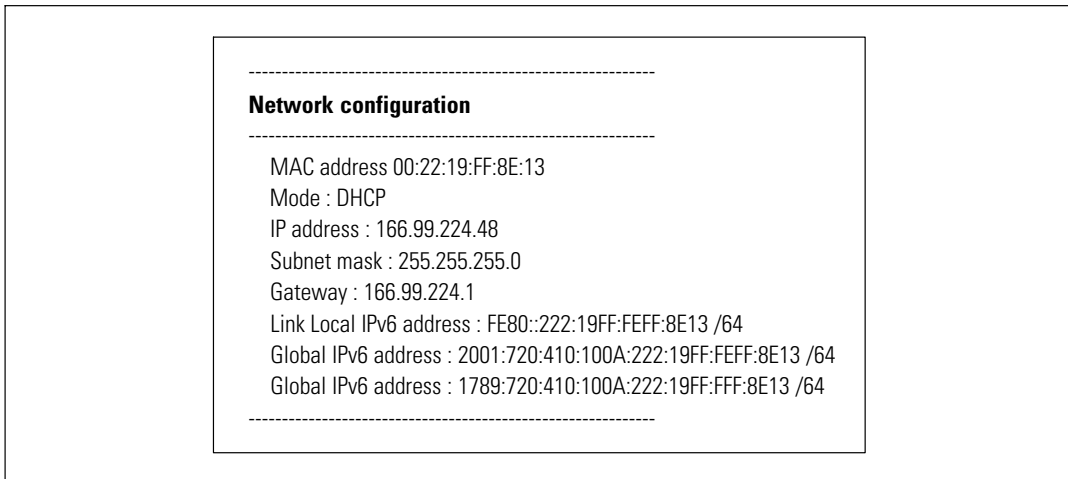 ------------------------------------------------------------
Network configuration
------------------------------------------------------------
MAC address 00:22:19:FF:8E:13
Mode : DHCP
IP address : 166.99.224.48
Subnet mask : 255.255.255.0
Gateway : 166.99.224.1
Link Local IPv6 address : FE80::222:19FF:FEFF:8E13 /64
Global IPv6 address : 2001:720:410:100A:222:19FF:FEFF:8E13 /64
Global IPv6 address : 1789:720:410:100A:222:19FF:FFF:8E13 /64
------------------------------------------------------------